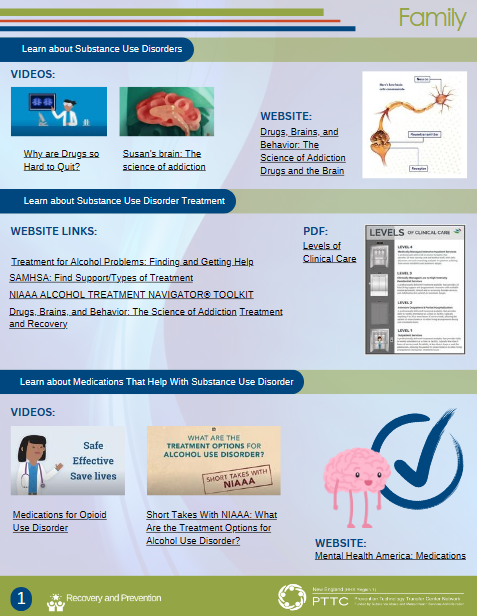 Family
Learn about Substance Use Disorders
VIDEOS:
Why are Drugs so
Hard to Quit?
Susan's brain: The
science of addiction
WEBSITE:
Drugs, Brains, and
Behavior: The
Science of Addiction
Drugs and the Brain
Neuron
Receptor
Learn about Substance Use Disorder Treatment
WEBSITE LINKS:
Treatment for Alcohol Problems: Finding and Getting Help
SAMHSA: Find Support/Types of Treatment
NIAAA ALCOHOL TREATMENT NAVIGATOR® TOOLKIT
Drugs, Brains, and Behavior: The Science of Addiction Treatment
and Recovery
PDF:
Levels of
Clinical Care
LEVELS OF CLINICAL CARE
LEVEL 4
LEVEL 3
LEVEL 2
LEVEL 1
Learn about Medications That Help With Substance Use Disorder
VIDEOS:
Safe
Effective
Save lives
Medications for Opioid
Use Disorder
WHAT ARE THE
TREATMENT OPTIONS FOR
ALCOHOL USE DISORDER?
SHORT TAKES WITH
NIAAA
Short Takes With NIAAA: What
Are the Treatment Options for
Alcohol Use Disorder?
WEBSITE:
Mental Health America: Medications
1
Recovery and Prevention
New England
PTTC
Prevention Technology Transfer Center Network